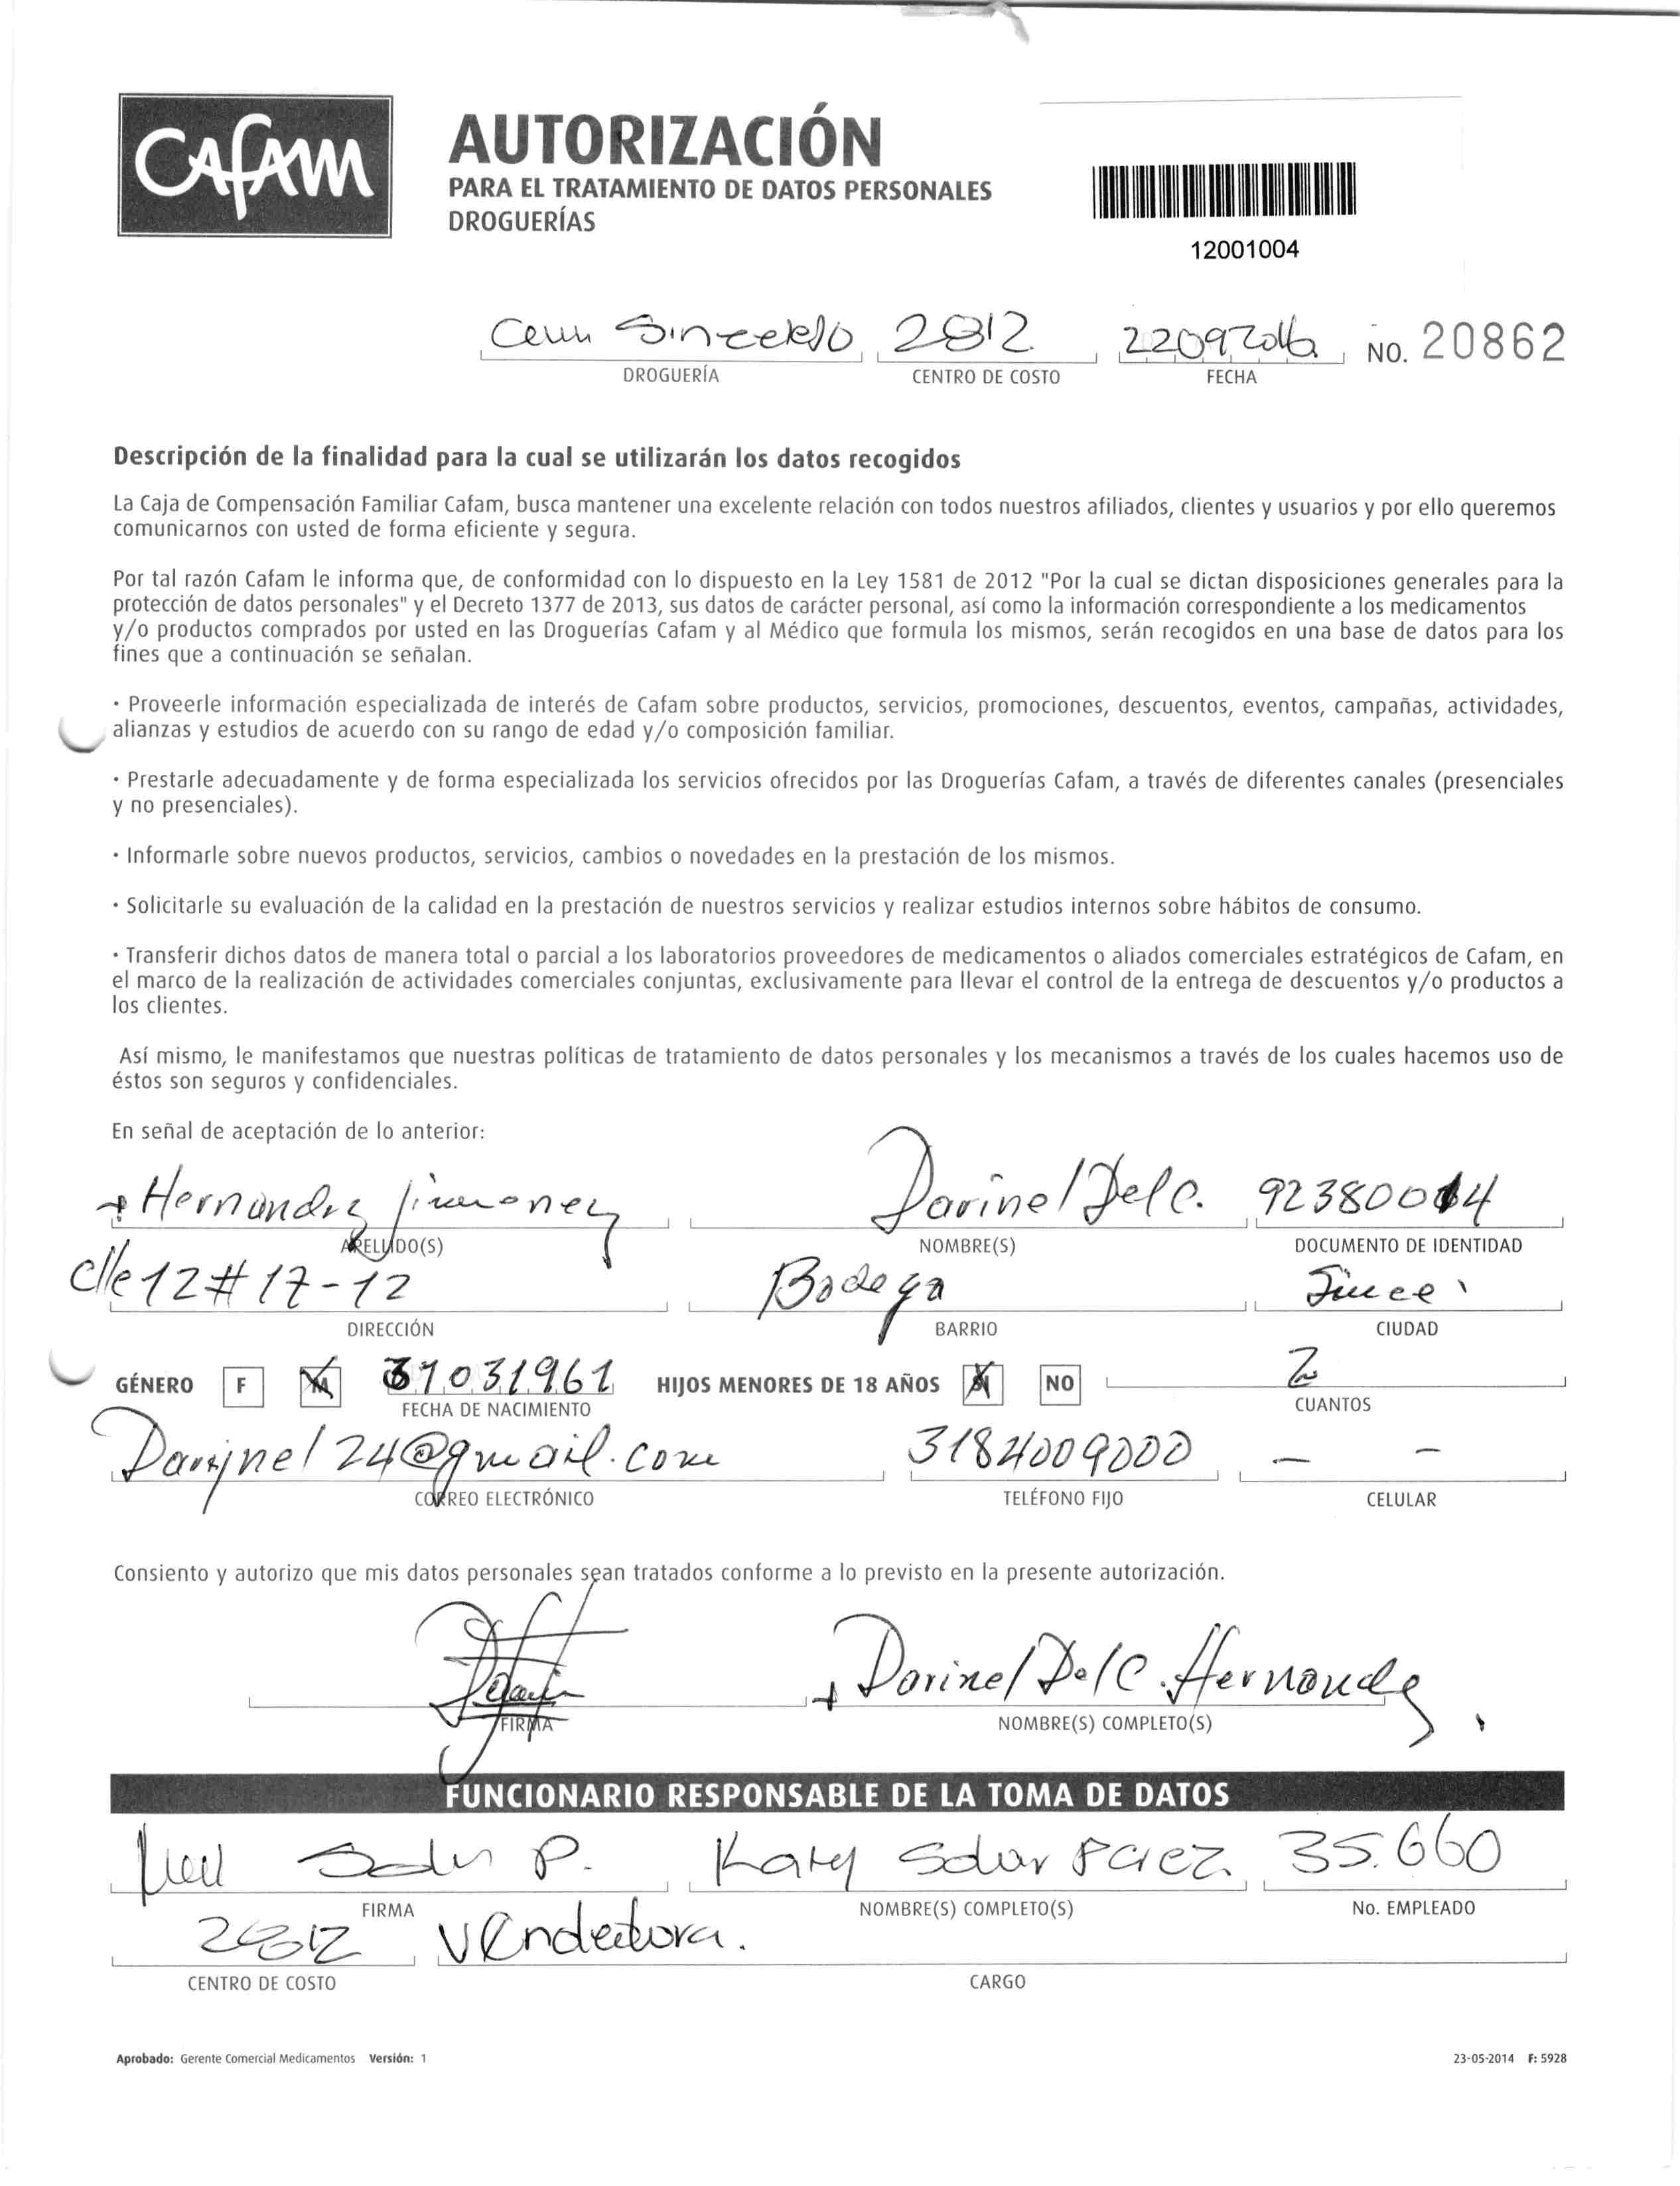 CAFAM
AUTORIZACIÓN
PARA EL TRATAMIENTO DE DATOS PERSONALES
DROGUERÍAS
12001004
2812 22092016 NO. 20862
DROGUERÍA CENTRO DE COSTO FECHA
Descripción de la finalidad para la cual se utilizarán los datos recogidos
La Caja de Compensación Familiar Cafam, busca mantener una excelente relación con todos nuestros afiliados, clientes y usuarios y por ello queremos
comunicarnos con usted de forma eficiente y segura.
Por tal razón Cafam le informa que, de conformidad con lo dispuesto en la Ley 1581 de 2012 "Por la cual se dictan disposiciones generales para la
protección de datos personales" y el Decreto 1377 de 2013, sus datos de carácter personal, así como la información correspondiente a los medicamentos
y/o productos comprados por usted en las Droguerías Cafam y al Médico que formula los mismos, serán recogidos en una base de datos para los
fines que a continuación se señalan.
· Proveerle información especializada de interés de Cafam sobre productos, servicios, promociones, descuentos, eventos, campañas, actividades,
alianzas y estudios de acuerdo con su rango de edad y/o composición familiar.
· Prestarle adecuadamente y de forma especializada los servicios ofrecidos por las Droguerías Cafam, a través de diferentes canales (presenciales
y no presenciales).
· Informarle sobre nuevos productos, servicios, cambios o novedades en la prestación de los mismos.
· Solicitarle su evaluación de la calidad en la prestación de nuestros servicios y realizar estudios internos sobre hábitos de consumo.
· Transferir dichos datos de manera total o parcial a los laboratorios proveedores de medicamentos o aliados comerciales estratégicos de Cafam, en
el marco de la realización de actividades comerciales conjuntas, exclusivamente para llevar el control de la entrega de descuentos y/o productos a
los clientes.
Así mismo, le manifestamos que nuestras políticas de tratamiento de datos personales y los mecanismos a través de los cuales hacemos uso de
éstos son seguros y confidenciales.
En señal de aceptación de lo anterior:
Hernandez Jimenez Darinel Del C. 92380014
APELLIDO(S) NOMBRE(S) DOCUMENTO DE IDENTIDAD
Clle 12 # 17-12 Bodega Since
DIRECCIÓN BARRIO CIUDAD
GÉNERO F M 31031961 HIJOS MENORES DE 18 AÑOS SI NO 2
FECHA DE NACIMIENTO CUANTOS
Darinel24@gmail.com 3184009000 - -
CORREO ELECTRÓNICO TELÉFONO FIJO CELULAR
Consiento y autorizo que mis datos personales sean tratados conforme a lo previsto en la presente autorización.
Darinel Del C. Hernandez
FIRMA NOMBRE(S) COMPLETO(S)
FUNCIONARIO RESPONSABLE DE LA TOMA DE DATOS
P. Katy Solar Paez 35.660
FIRMA NOMBRE(S) COMPLETO(S) No. EMPLEADO
2812 Vendedora.
CENTRO DE COSTO CARGO
Aprobado: Gerente Comercial Medicamentos Versión: 1 23-05-2014 F: 5928